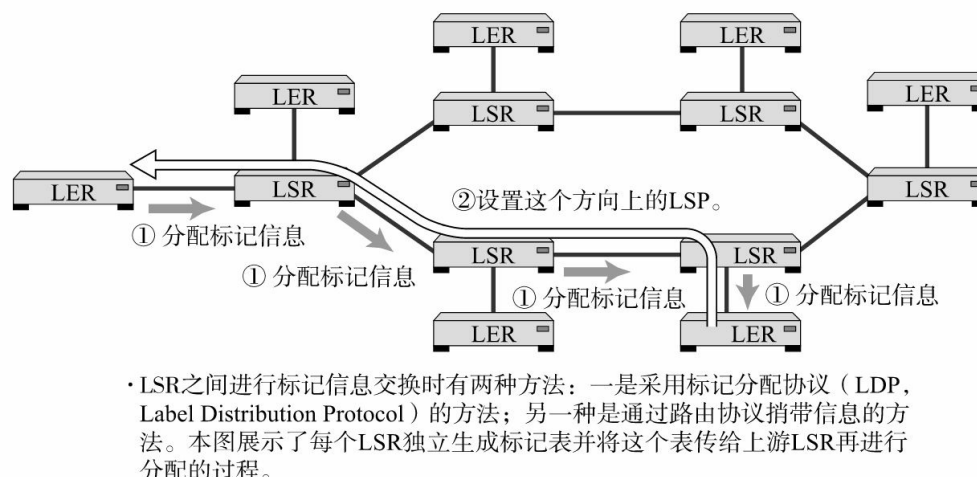 LER
LER
LER
LER
LSR
LSR
LER
LSR
LSR
②设置这个方向上的LSP。
① 分配标记信息
LSR
LSR
① 分配标记信息
① 分配标记信息
① 分配标记信息
LER
LER
·LSR之间进行标记信息交换时有两种方法：一是采用标记分配协议（LDP，
Label Distribution Protocol）的方法；另一种是通过路由协议捎带信息的方
法。本图展示了每个LSR独立生成标记表并将这个表传给上游LSR再进行
分配的过程。